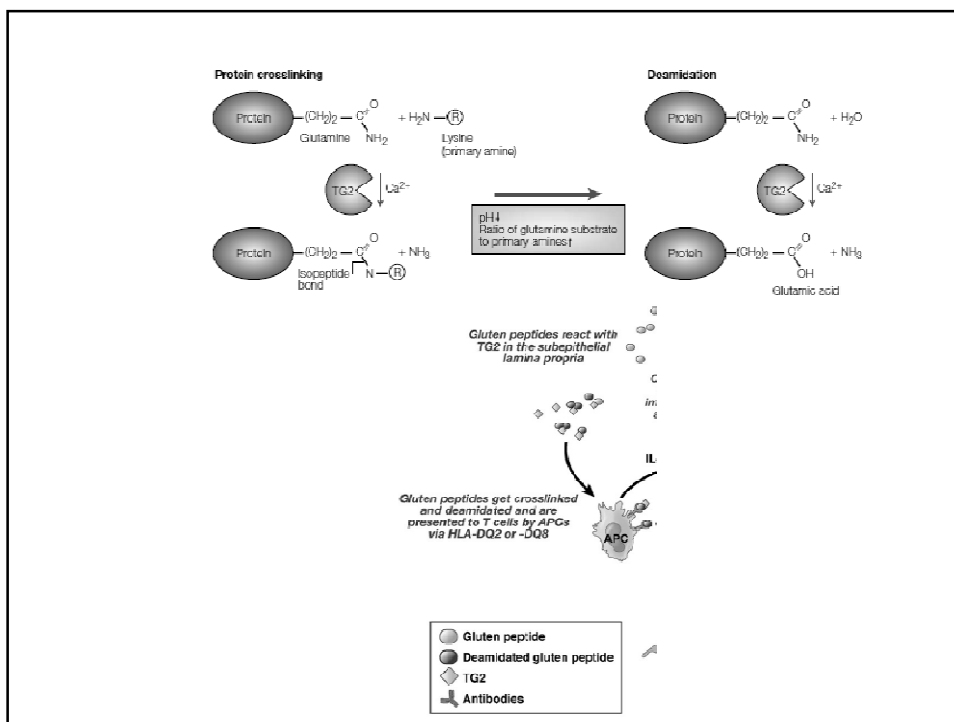 Protein crosslinking
Protein
(CH₂)₂
C
O
NH₂
Glutamine
+ H₂N
R
Lysine
(primary amine)
TG2
Ca²⁺
Protein
(CH₂)₂
C
O
N
R
+ NH₃
Isopeptide
bond
pH↓
Ratio of glutamine substrate
to primary amines↑
Deamidation
Protein
(CH₂)₂
C
O
NH₂
+ H₂O
TG2
Ca²⁺
Protein
(CH₂)₂
C
O
OH
+ NH₃
Glutamic acid
Gluten peptides react with
TG2 in the subepithelial
lamina propria
Gluten peptides get crosslinked
and deamidated and are
presented to T cells by APCs
via HLA-DQ2 or -DQ8
APC
Gluten peptide
Deamidated gluten peptide
TG2
Antibodies